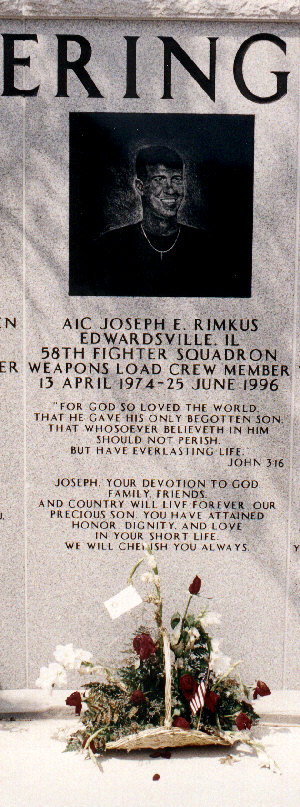 ERING
A1C JOSEPH E. RIMKUS
EDWARDSVILLE, IL
58TH FIGHTER SQUADRON
WEAPONS LOAD CREW MEMBER
13 APRIL 1974-25 JUNE 1996
"FOR GOD SO LOVED THE WORLD,
THAT HE GAVE HIS ONLY BEGOTTEN SON
THAT WHOSOEVER BELIEVETH IN HIM
SHOULD NOT PERISH,
BUT HAVE EVERLASTING LIFE."
JOHN 3:16
JOSEPH, YOUR DEVOTION TO GOD
FAMILY, FRIENDS,
AND COUNTRY WILL LIVE FOREVER. OUR
PRECIOUS SON, YOU HAVE ATTAINED
HONOR, DIGNITY, AND LOVE
IN YOUR SHORT LIFE.
WE WILL CHERISH YOU ALWAYS.
EN
ER